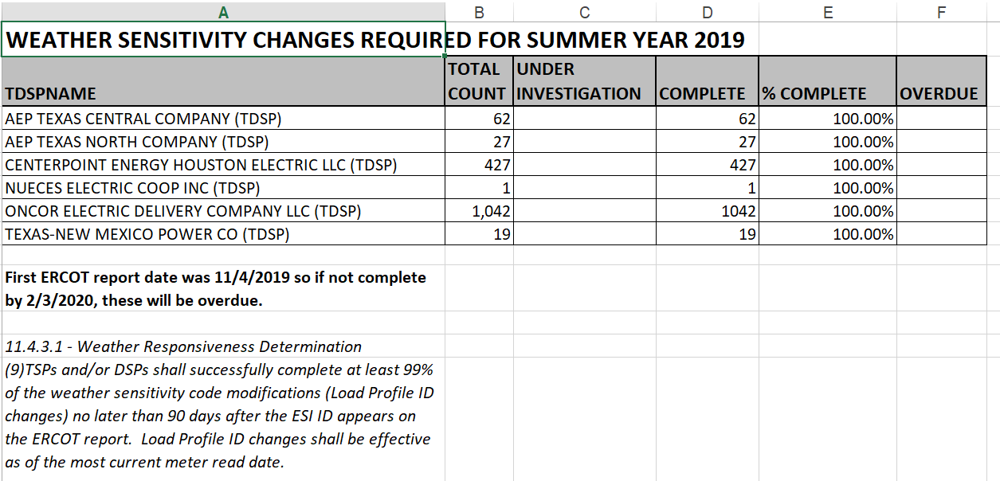 A B C D E F
WEATHER SENSITIVITY CHANGES REQUIRED FOR SUMMER YEAR 2019
TDSPNAME TOTAL COUNT UNDER INVESTIGATION COMPLETE % COMPLETE OVERDUE
AEP TEXAS CENTRAL COMPANY (TDSP) 62 62 100.00%
AEP TEXAS NORTH COMPANY (TDSP) 27 27 100.00%
CENTERPOINT ENERGY HOUSTON ELECTRIC LLC (TDSP) 427 427 100.00%
NUECES ELECTRIC COOP INC (TDSP) 1 1 100.00%
ONCOR ELECTRIC DELIVERY COMPANY LLC (TDSP) 1,042 1042 100.00%
TEXAS-NEW MEXICO POWER CO (TDSP) 19 19 100.00%
First ERCOT report date was 11/4/2019 so if not complete
by 2/3/2020, these will be overdue.
11.4.3.1 - Weather Responsiveness Determination
(9)TSPs and/or DSPs shall successfully complete at least 99%
of the weather sensitivity code modifications (Load Profile ID
changes) no later than 90 days after the ESI ID appears on
the ERCOT report.  Load Profile ID changes shall be effective
as of the most current meter read date.